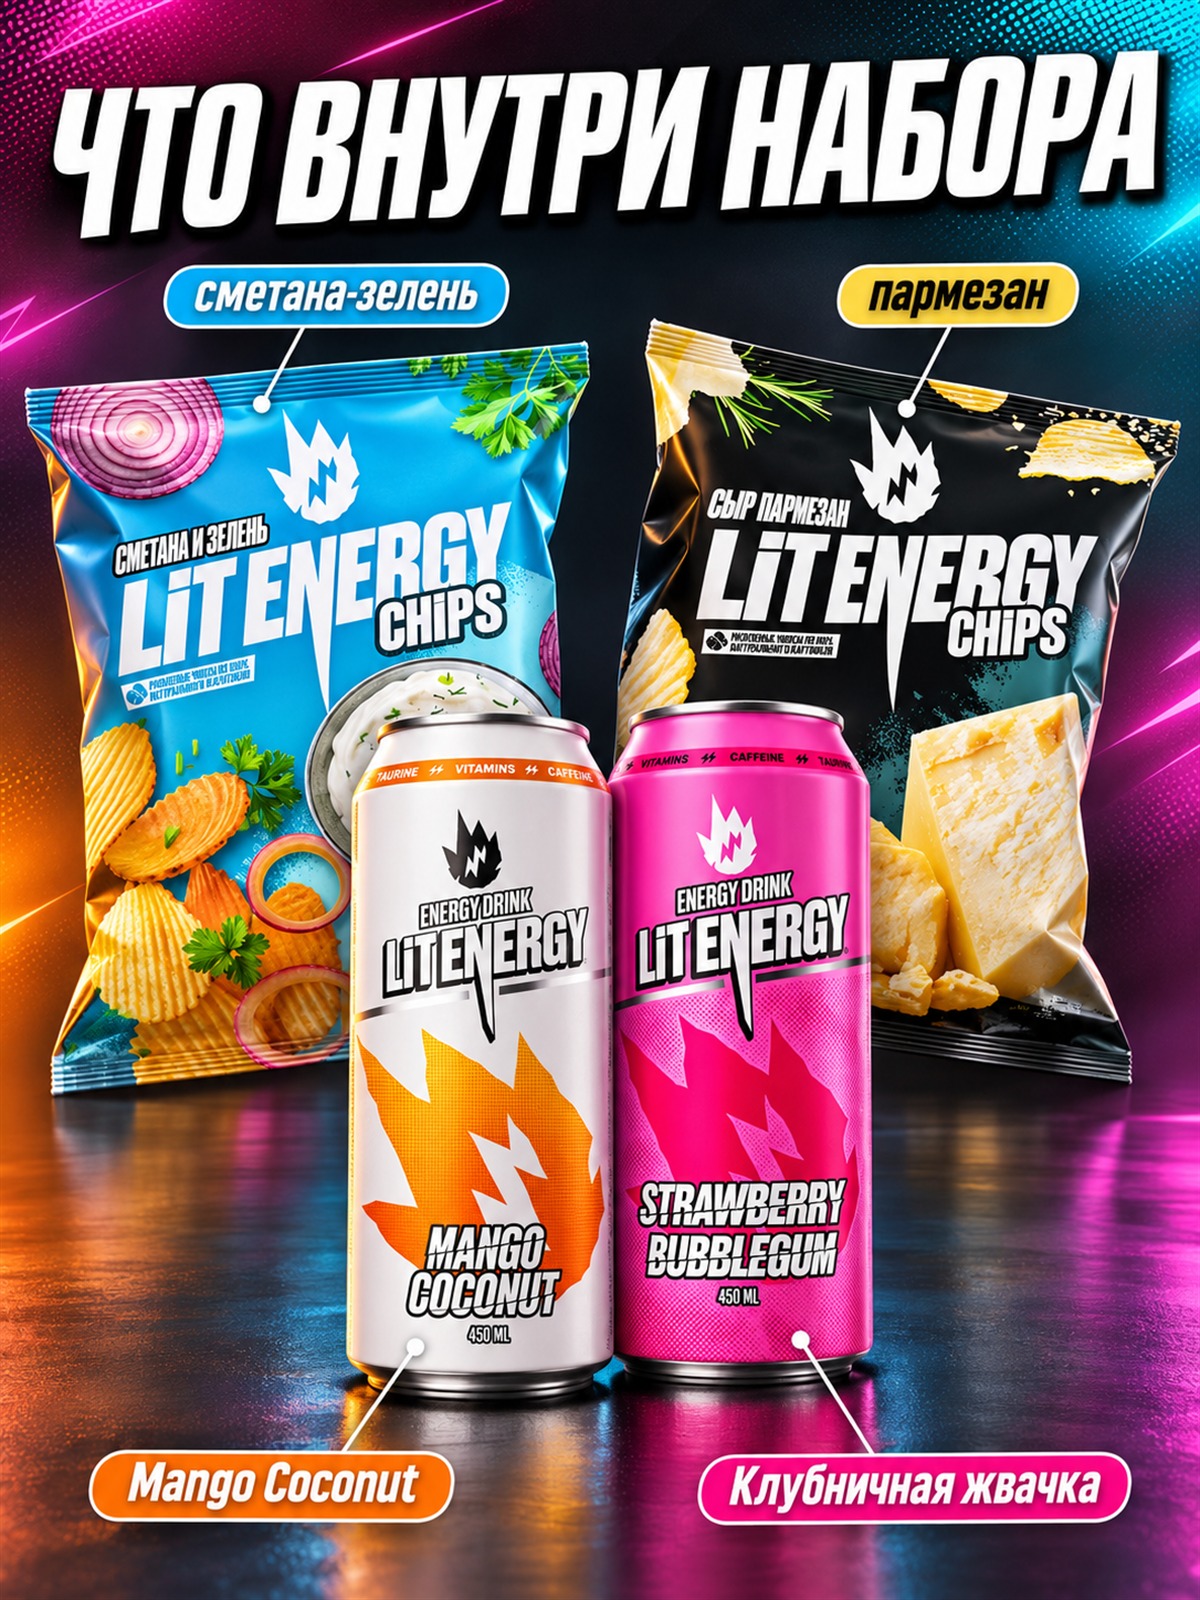 ЧТО ВНУТРИ НАБОРА
сметана-зелень
пармезан
СМЕТАНА И ЗЕЛЕНЬ
LiT ENERGY
CHiPS
СЫР ПАРМЕЗАН
LiT ENERGY
CHiPS
TAURINE VITAMINS CAFFEINE
ENERGY DRINK
LiT ENERGY
MANGO
COCONUT
450 ML
VITAMINS CAFFEINE TAURINE
ENERGY DRINK
LiT ENERGY
STRAWBERRY
BUBBLEGUM
450 ML
Mango Coconut
Клубничная жвачка